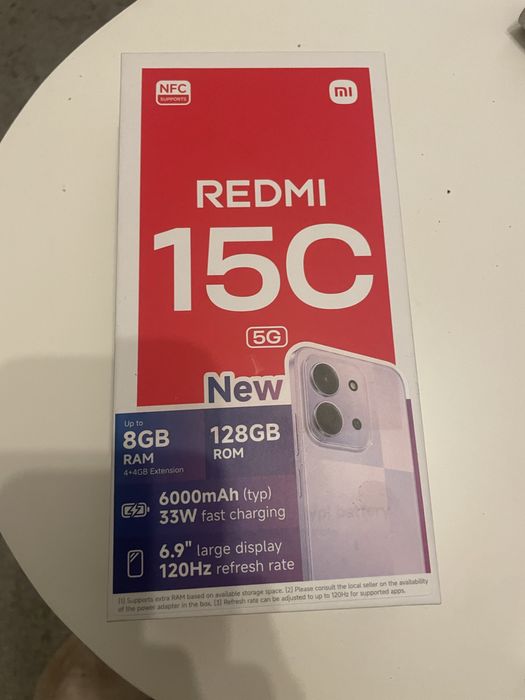 NFC
SUPPORTS
mi
REDMI
15C
5G
New
Up to
8GB
RAM
4+4GB Extension
128GB
ROM
6000mAh (typ)
33W fast charging
6.9" large display
120Hz refresh rate
(1) Supports extra RAM based on available storage space. (2) Please consult the local seller on the availability
of the power adapter in the box. (3) Refresh rate can be adjusted to up to 120Hz for supported apps.